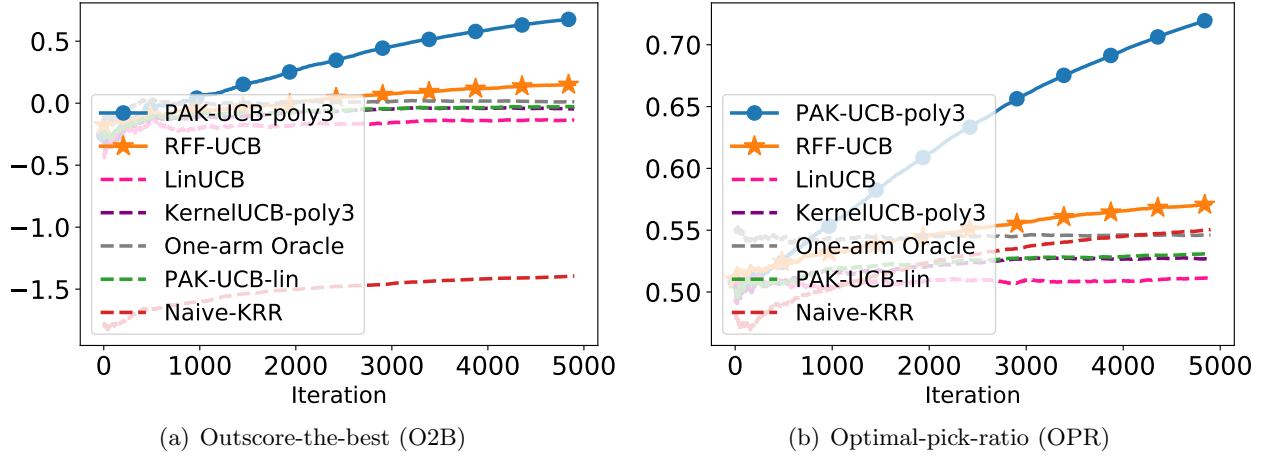 0.5
0.0
−0.5
−1.0
−1.5
PAK-UCB-poly3
RFF-UCB
LinUCB
KernelUCB-poly3
One-arm Oracle
PAK-UCB-lin
Naive-KRR
0 1000 2000 3000 4000 5000
Iteration
(a) Outscore-the-best (O2B)
0.70
0.65
0.60
0.55
0.50
PAK-UCB-poly3
RFF-UCB
LinUCB
KernelUCB-poly3
One-arm Oracle
PAK-UCB-lin
Naive-KRR
0 1000 2000 3000 4000 5000
Iteration
(b) Optimal-pick-ratio (OPR)